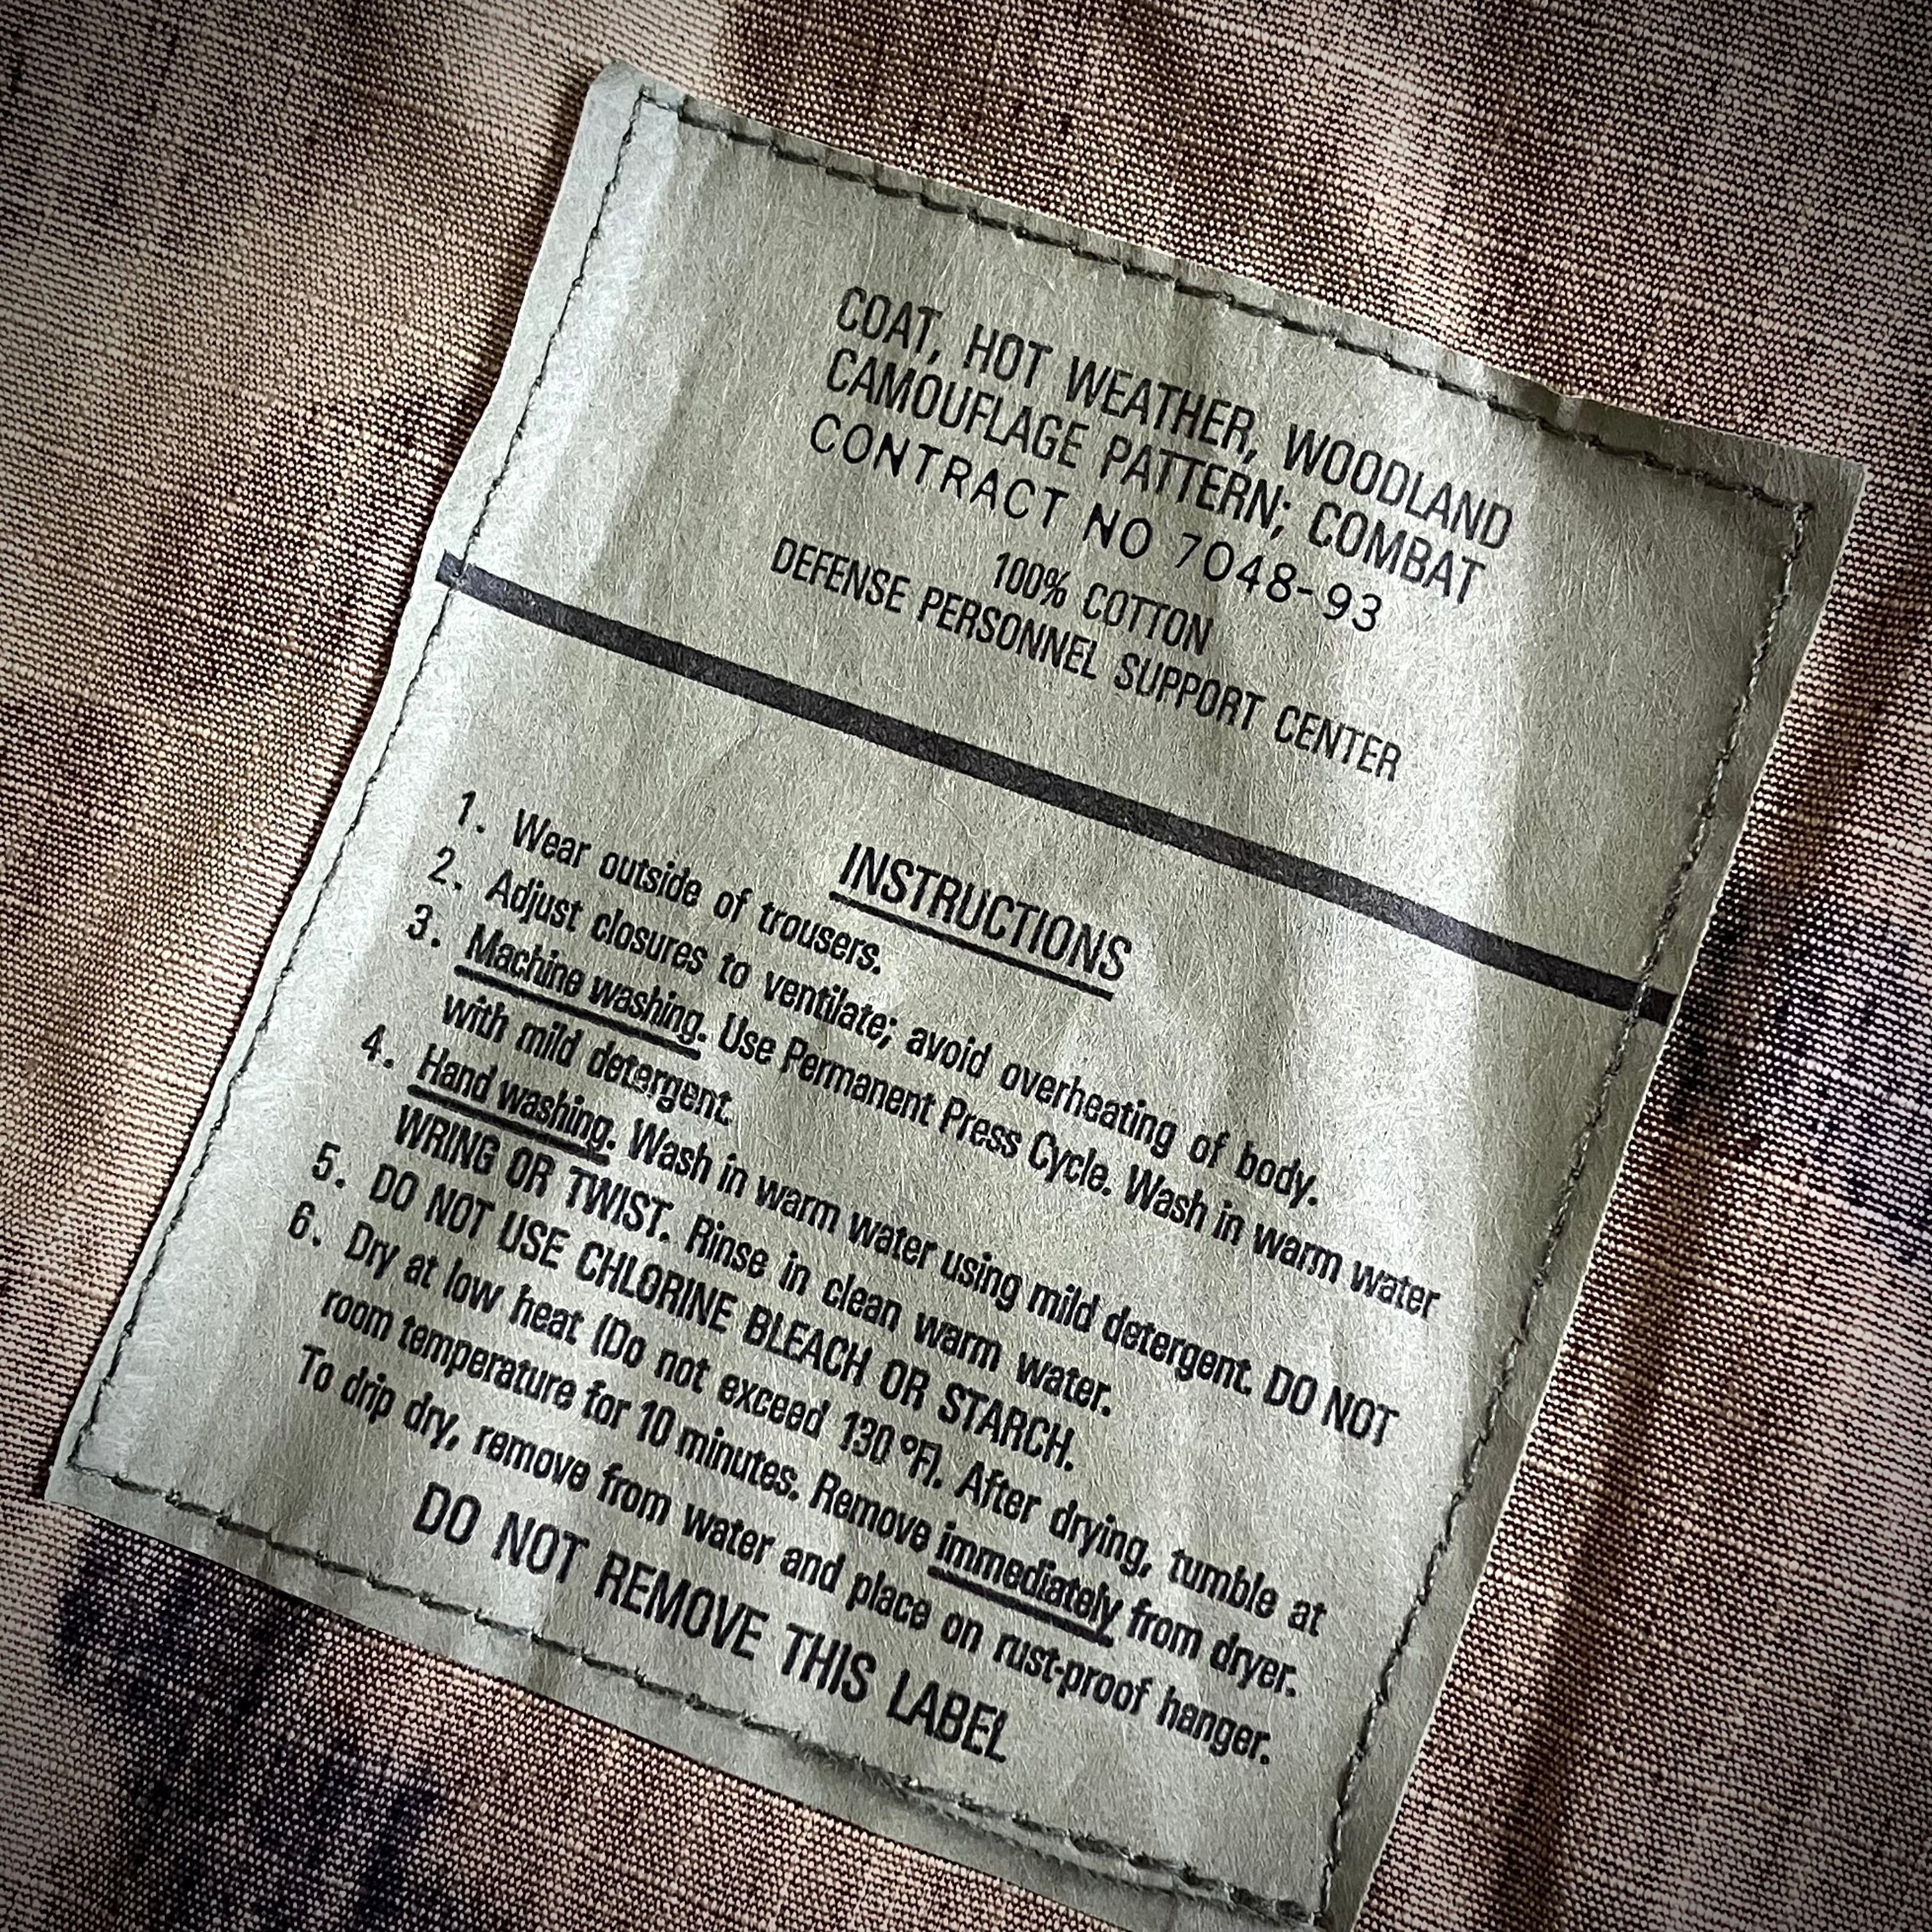 COAT, HOT WEATHER, WOODLAND
CAMOUFLAGE PATTERN; COMBAT
CONTRACT NO 7048-93
100% COTTON
DEFENSE PERSONNEL SUPPORT CENTER
INSTRUCTIONS
1. Wear outside of trousers.
2. Adjust closures to ventilate; avoid overheating of body.
3. Machine washing. Use Permanent Press Cycle. Wash in warm water
with mild detergent.
4. Hand washing. Wash in warm water using mild detergent. DO NOT
WRING OR TWIST. Rinse in clean warm water.
5. DO NOT USE CHLORINE BLEACH OR STARCH.
6. Dry at low heat (Do not exceed 130 °F). After drying, tumble at
room temperature for 10 minutes. Remove immediately from dryer.
To drip dry, remove from water and place on rust-proof hanger.
DO NOT REMOVE THIS LABEL